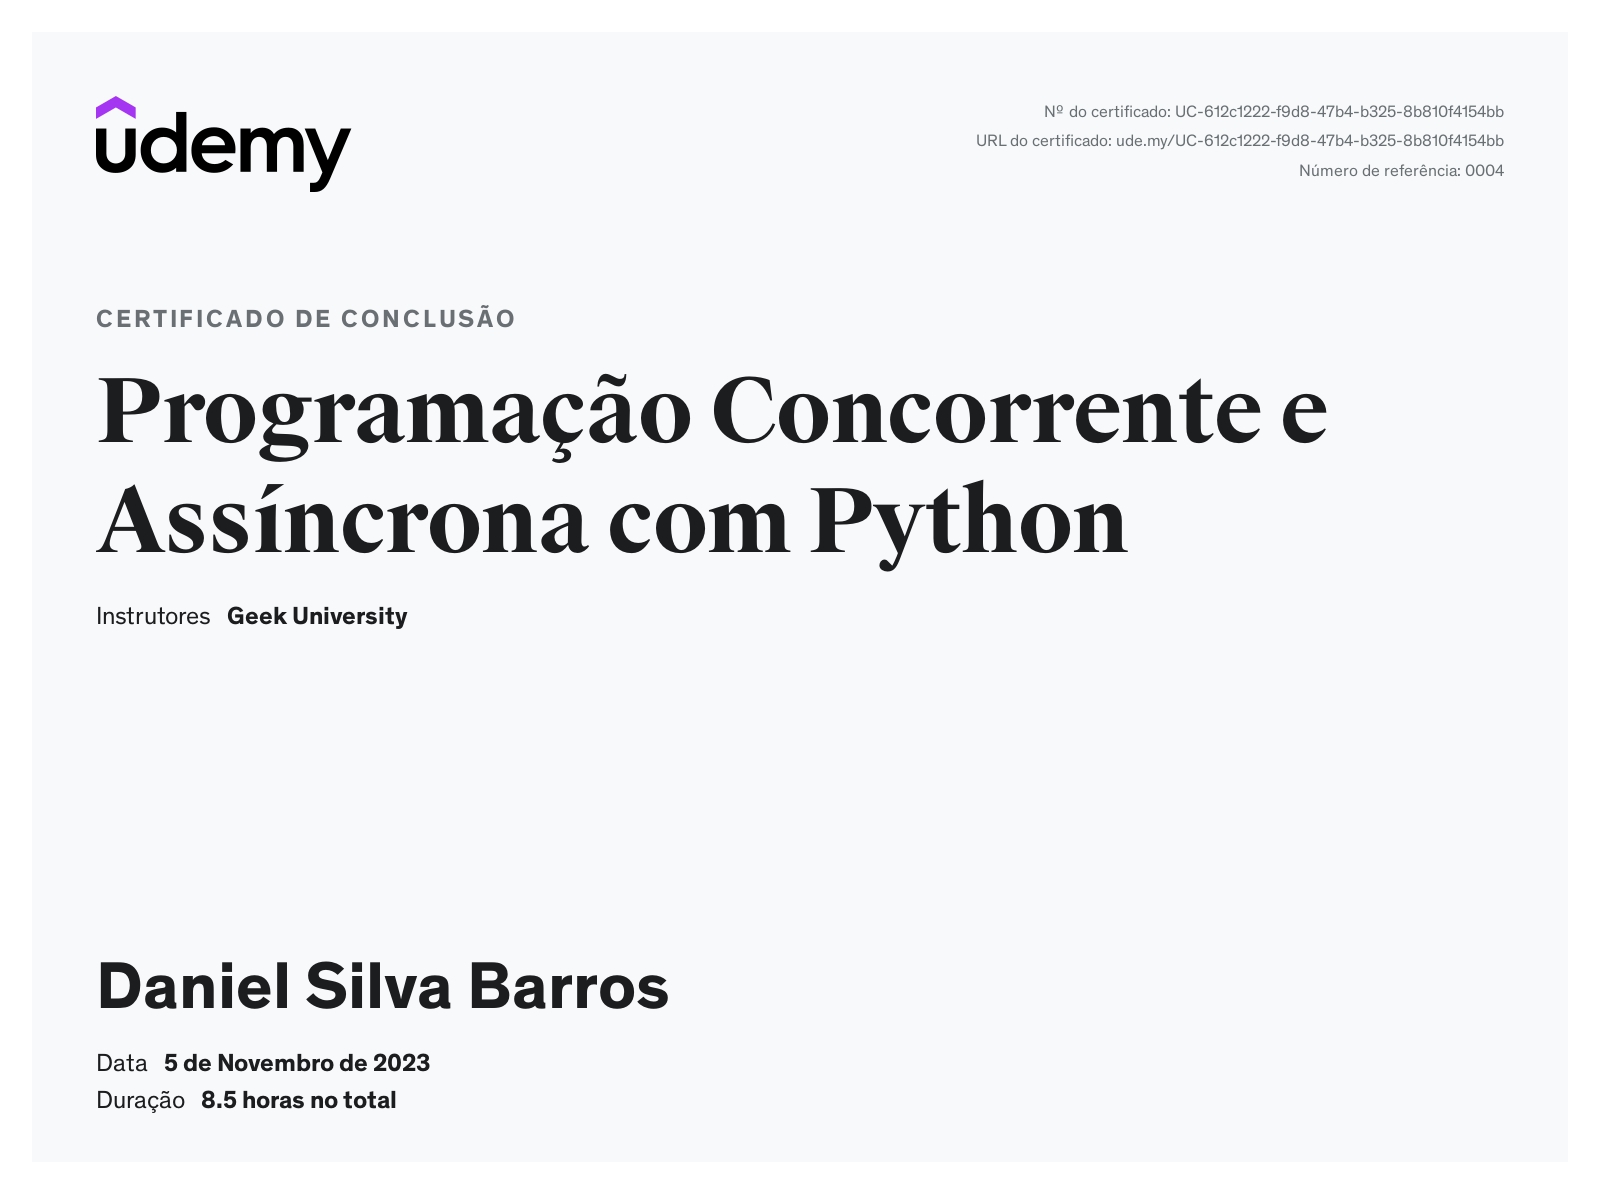 udemy
Nº do certificado: UC-612c1222-f9d8-47b4-b325-8b810f4154bb
URL do certificado: ude.my/UC-612c1222-f9d8-47b4-b325-8b810f4154bb
Número de referência: 0004
CERTIFICADO DE CONCLUSÃO
Programação Concorrente e
Assíncrona com Python
Instrutores Geek University
Daniel Silva Barros
Data 5 de Novembro de 2023
Duração 8.5 horas no total